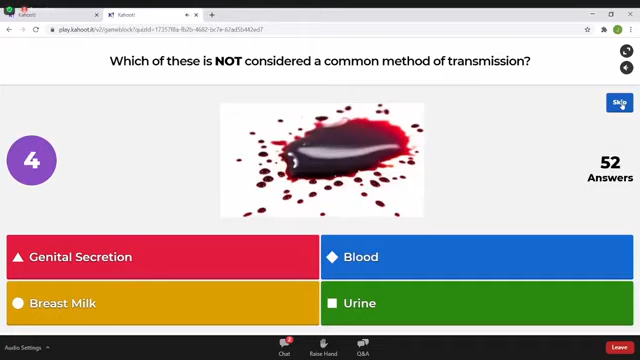 Kahoot!
Kahoot!
play.kahoot.it/v2/gameblock?quizId=17357f8a-fb2b-4682-bc7e-62ad5b442ed7
Which of these is NOT considered a common method of transmission?
Skip
4
52
Answers
Genital Secretion
Blood
Breast Milk
Urine
Audio Settings
2
Chat
Raise Hand
Q&A
Leave